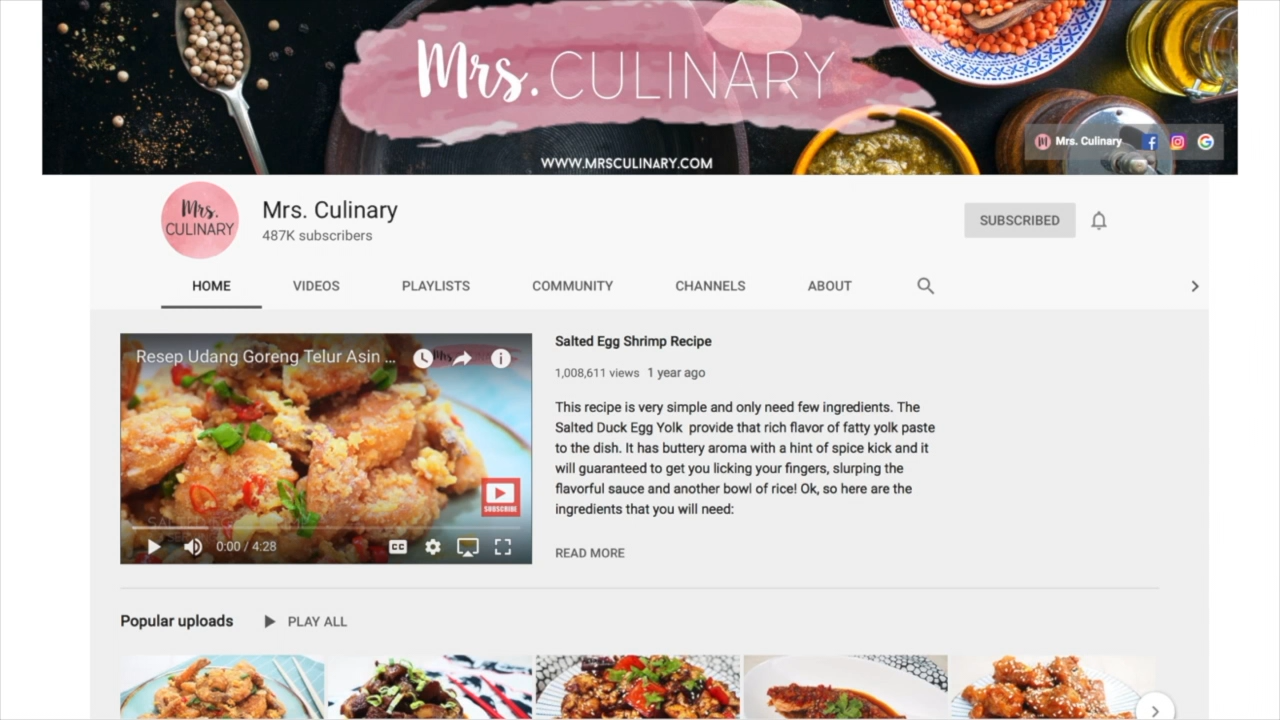 Mrs. CULINARY
WWW.MRSCULINARY.COM
Mrs. Culinary
Mrs.
CULINARY
Mrs. Culinary
487K subscribers
SUBSCRIBED
HOME VIDEOS PLAYLISTS COMMUNITY CHANNELS ABOUT
Resep Udang Goreng Telur Asin ...
SUBSCRIBE
CC
0:00 / 4:28
Salted Egg Shrimp Recipe
1,008,611 views 1 year ago
This recipe is very simple and only need few ingredients. The
Salted Duck Egg Yolk provide that rich flavor of fatty yolk paste
to the dish. It has buttery aroma with a hint of spice kick and it
will guaranteed to get you licking your fingers, slurping the
flavorful sauce and another bowl of rice! Ok, so here are the
ingredients that you will need:
READ MORE
Popular uploads PLAY ALL